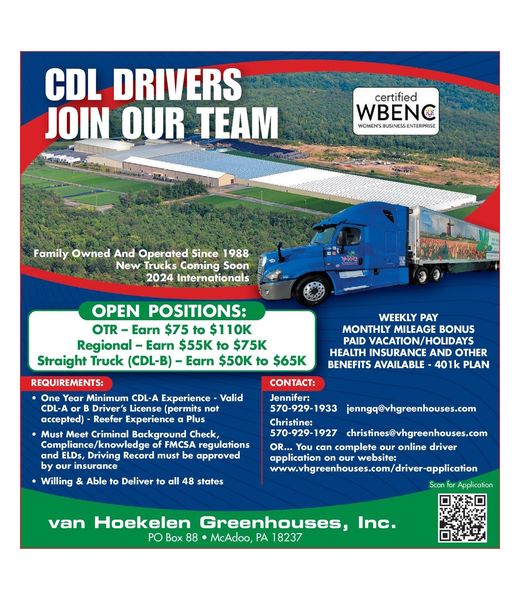 CDL DRIVERS
JOIN OUR TEAM
certified
WBENC
WOMEN'S BUSINESS ENTERPRISE
Family Owned And Operated Since 1988
New Trucks Coming Soon
2024 Internationals
OPEN POSITIONS:
OTR – Earn $75 to $110K
Regional – Earn $55K to $75K
Straight Truck (CDL-B) – Earn $50K to $65K
WEEKLY PAY
MONTHLY MILEAGE BONUS
PAID VACATION/HOLIDAYS
HEALTH INSURANCE AND OTHER
BENEFITS AVAILABLE - 401k PLAN
REQUIREMENTS:
• One Year Minimum CDL-A Experience - Valid
CDL-A or B Driver's License (permits not
accepted) - Reefer Experience a Plus
• Must Meet Criminal Background Check,
Compliance/knowledge of FMCSA regulations
and ELDs, Driving Record must be approved
by our insurance
• Willing & Able to Deliver to all 48 states
CONTACT:
Jennifer:
570-929-1933 jenngq@vhgreenhouses.com
Christine:
570-929-1927 christines@vhgreenhouses.com
OR... You can complete our online driver
application on our website:
www.vhgreenhouses.com/driver-application
Scan for Application
van Hoekelen Greenhouses, Inc.
PO Box 88 • McAdoo, PA 18237